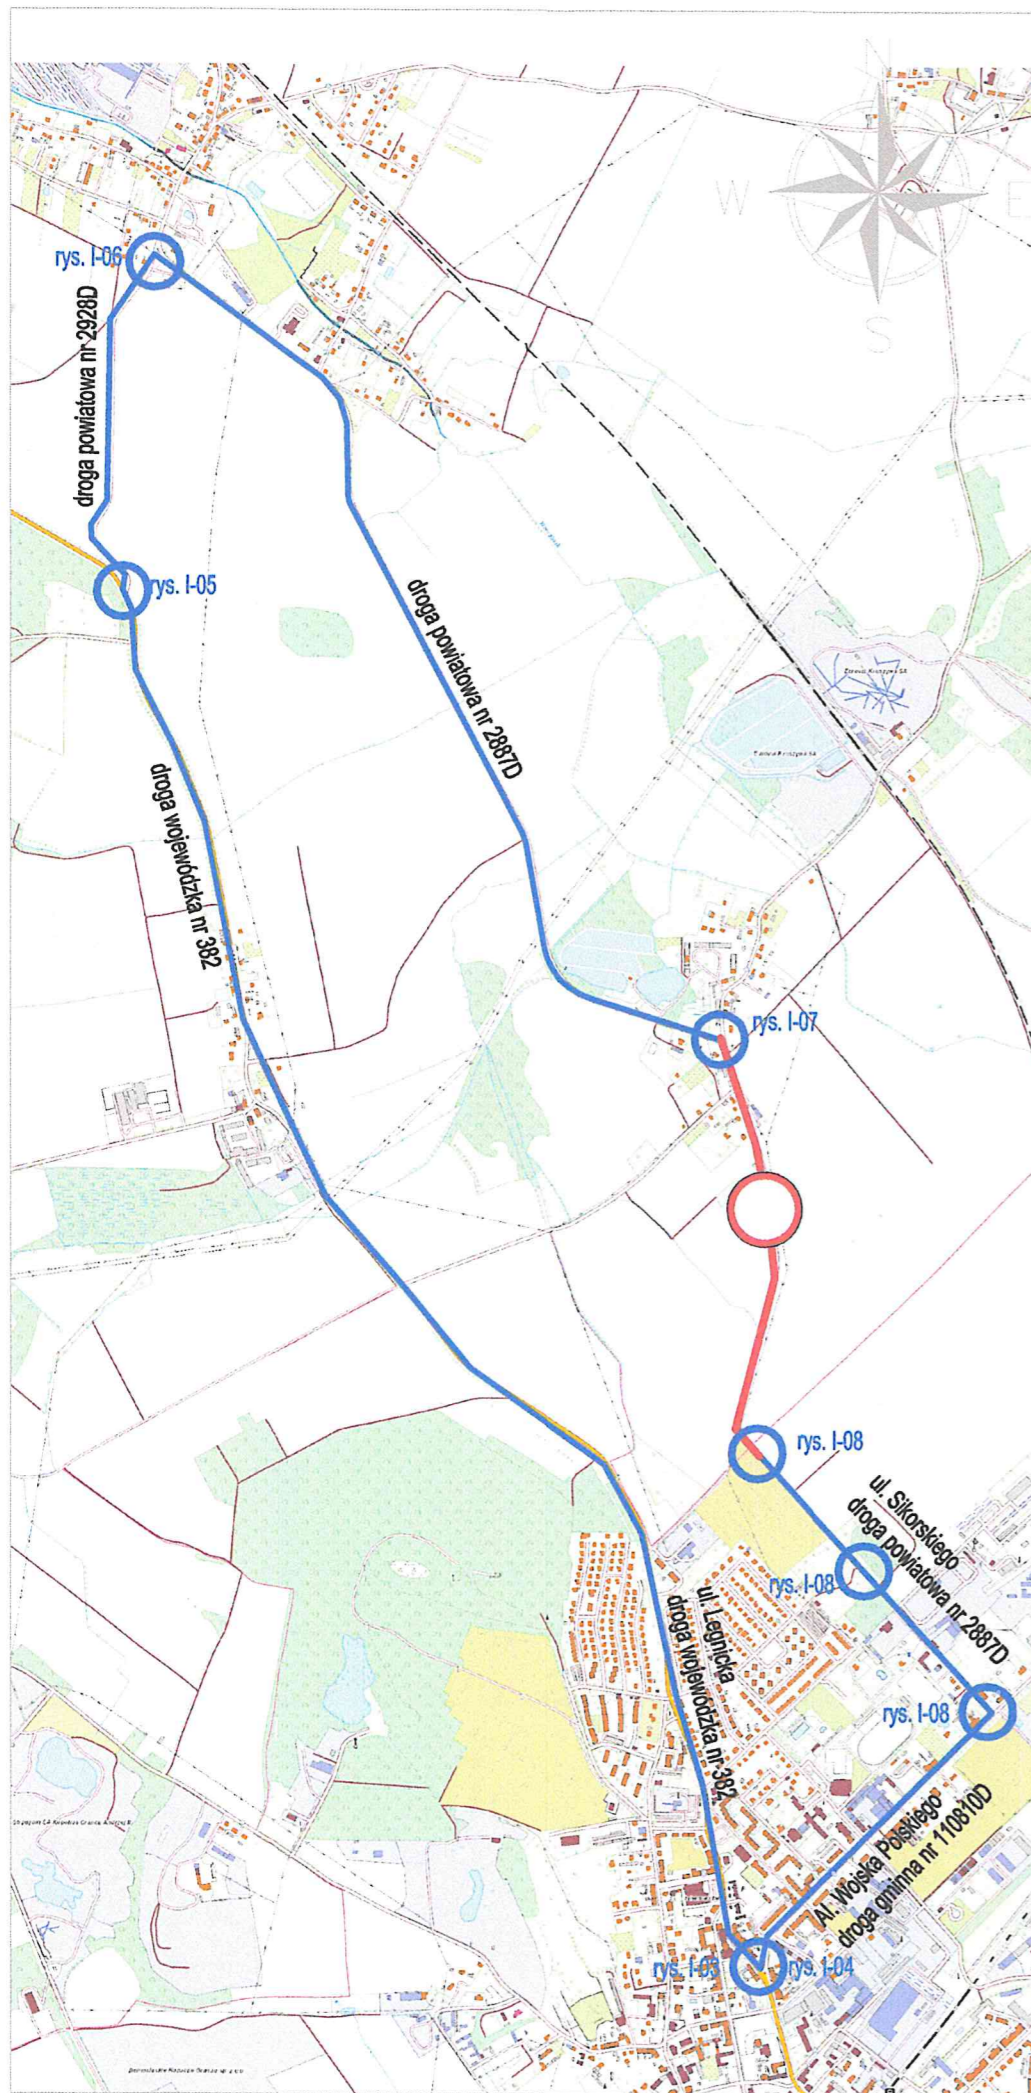 N
W
E
S
rys. I-06
droga powiatowa nr 2928D
rys. I-05
droga powiatowa nr 2887D
droga wojewódzka nr 382
rys. I-07
rys. I-08
ul. Sikorskiego
droga powiatowa nr 2887D
rys. I-08
ul. Legnicka
droga wojewódzka nr 382
rys. I-08
Al. Wojska Polskiego
droga gminna nr 110810D
rys. I-03
rys. I-04